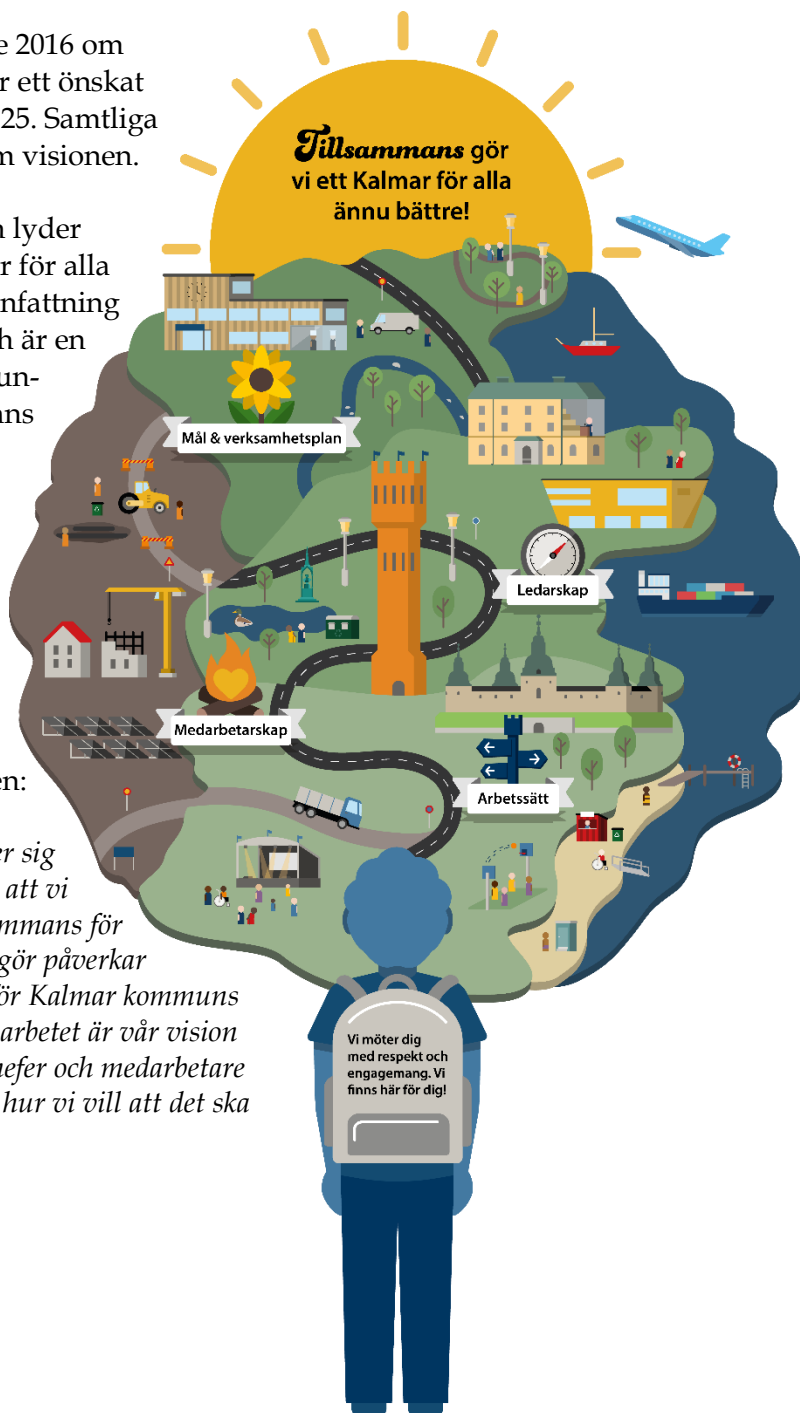 e 2016 om
r ett önskat
25. Samtliga
n visionen.
n lyder
r för alla
nfattning
h är en
un-
ans
Tillsammans gör
vi ett Kalmar för alla
ännu bättre!
Mål & verksamhetsplan
Ledarskap
Medarbetarskap
Arbetssätt
en:
er sig
att vi
mmans för
gör påverkar
för Kalmar kommuns
arbetet är vår vision
hefer och medarbetare
hur vi vill att det ska
Vi möter dig
med respekt och
engagemang. Vi
finns här för dig!